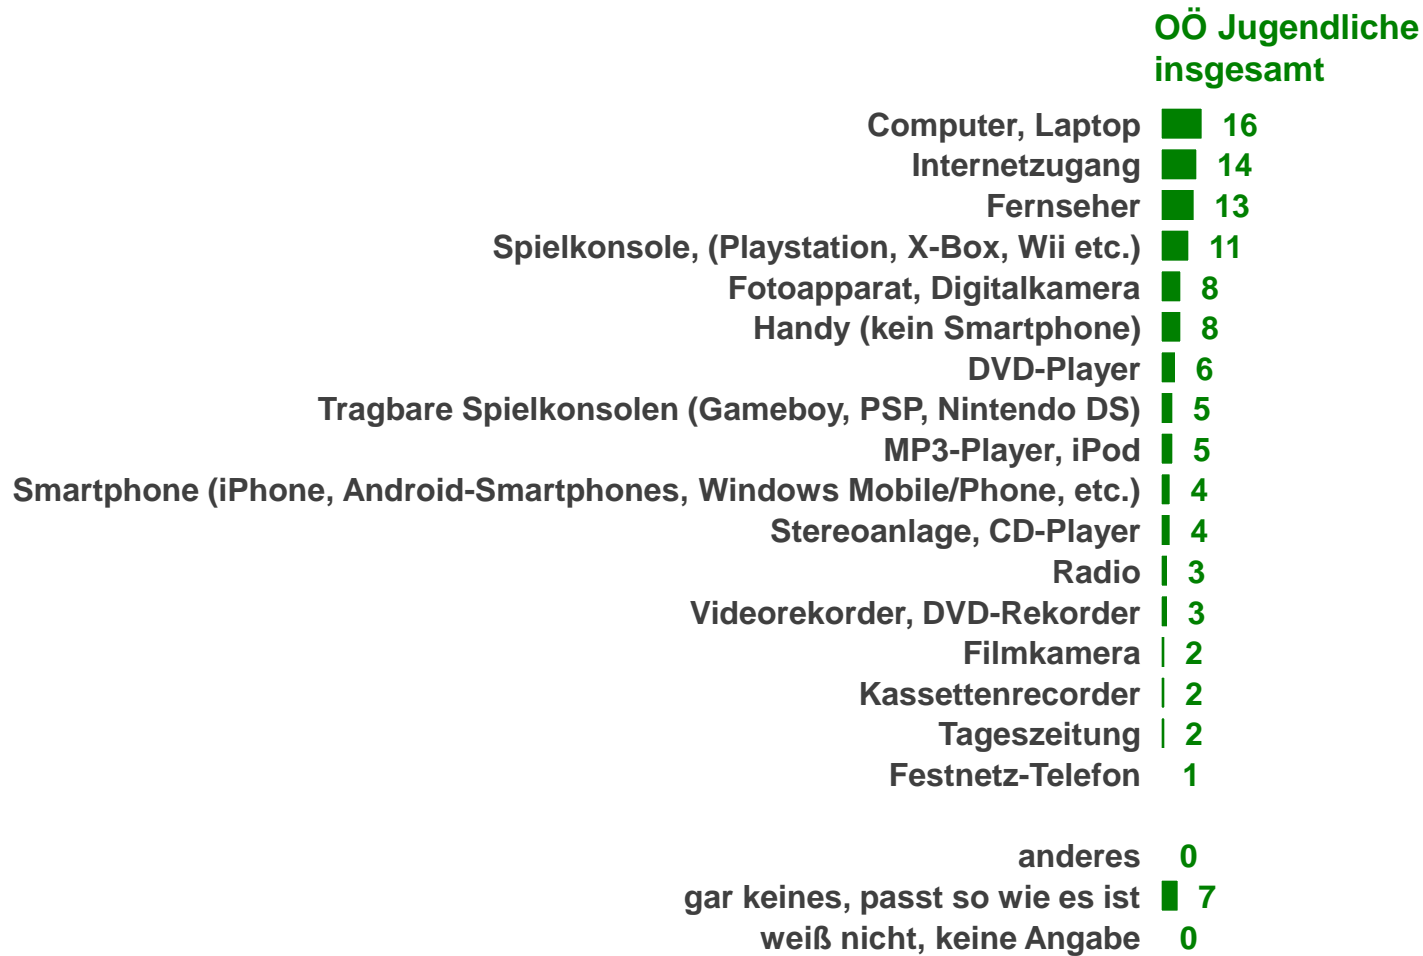 OÖ Jugendliche
insgesamt
Computer, Laptop 16
Internetzugang 14
Fernseher 13
Spielkonsole, (Playstation, X-Box, Wii etc.) 11
Fotoapparat, Digitalkamera 8
Handy (kein Smartphone) 8
DVD-Player 6
Tragbare Spielkonsolen (Gameboy, PSP, Nintendo DS) 5
MP3-Player, iPod 5
Smartphone (iPhone, Android-Smartphones, Windows Mobile/Phone, etc.) 4
Stereoanlage, CD-Player 4
Radio 3
Videorekorder, DVD-Rekorder 3
Filmkamera 2
Kassettenrecorder 2
Tageszeitung 2
Festnetz-Telefon 1
anderes 0
gar keines, passt so wie es ist 7
weiß nicht, keine Angabe 0